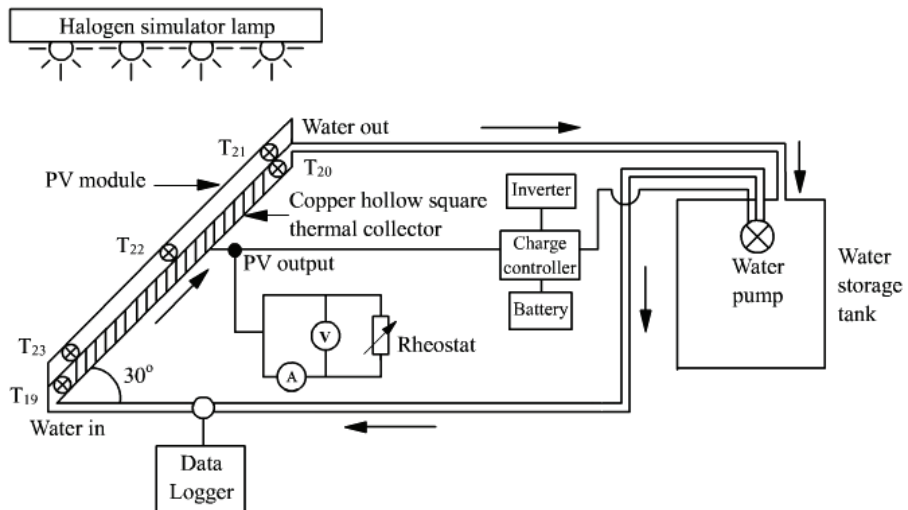 Halogen simulator lamp
Water out
T₂₁
T₂₀
PV module
Copper hollow square
thermal collector
Inverter
T₂₂
PV output
Charge
controller
Battery
Water
pump
Water
storage
tank
V
Rheostat
A
T₂₃
30°
T₁₉
Water in
Data
Logger